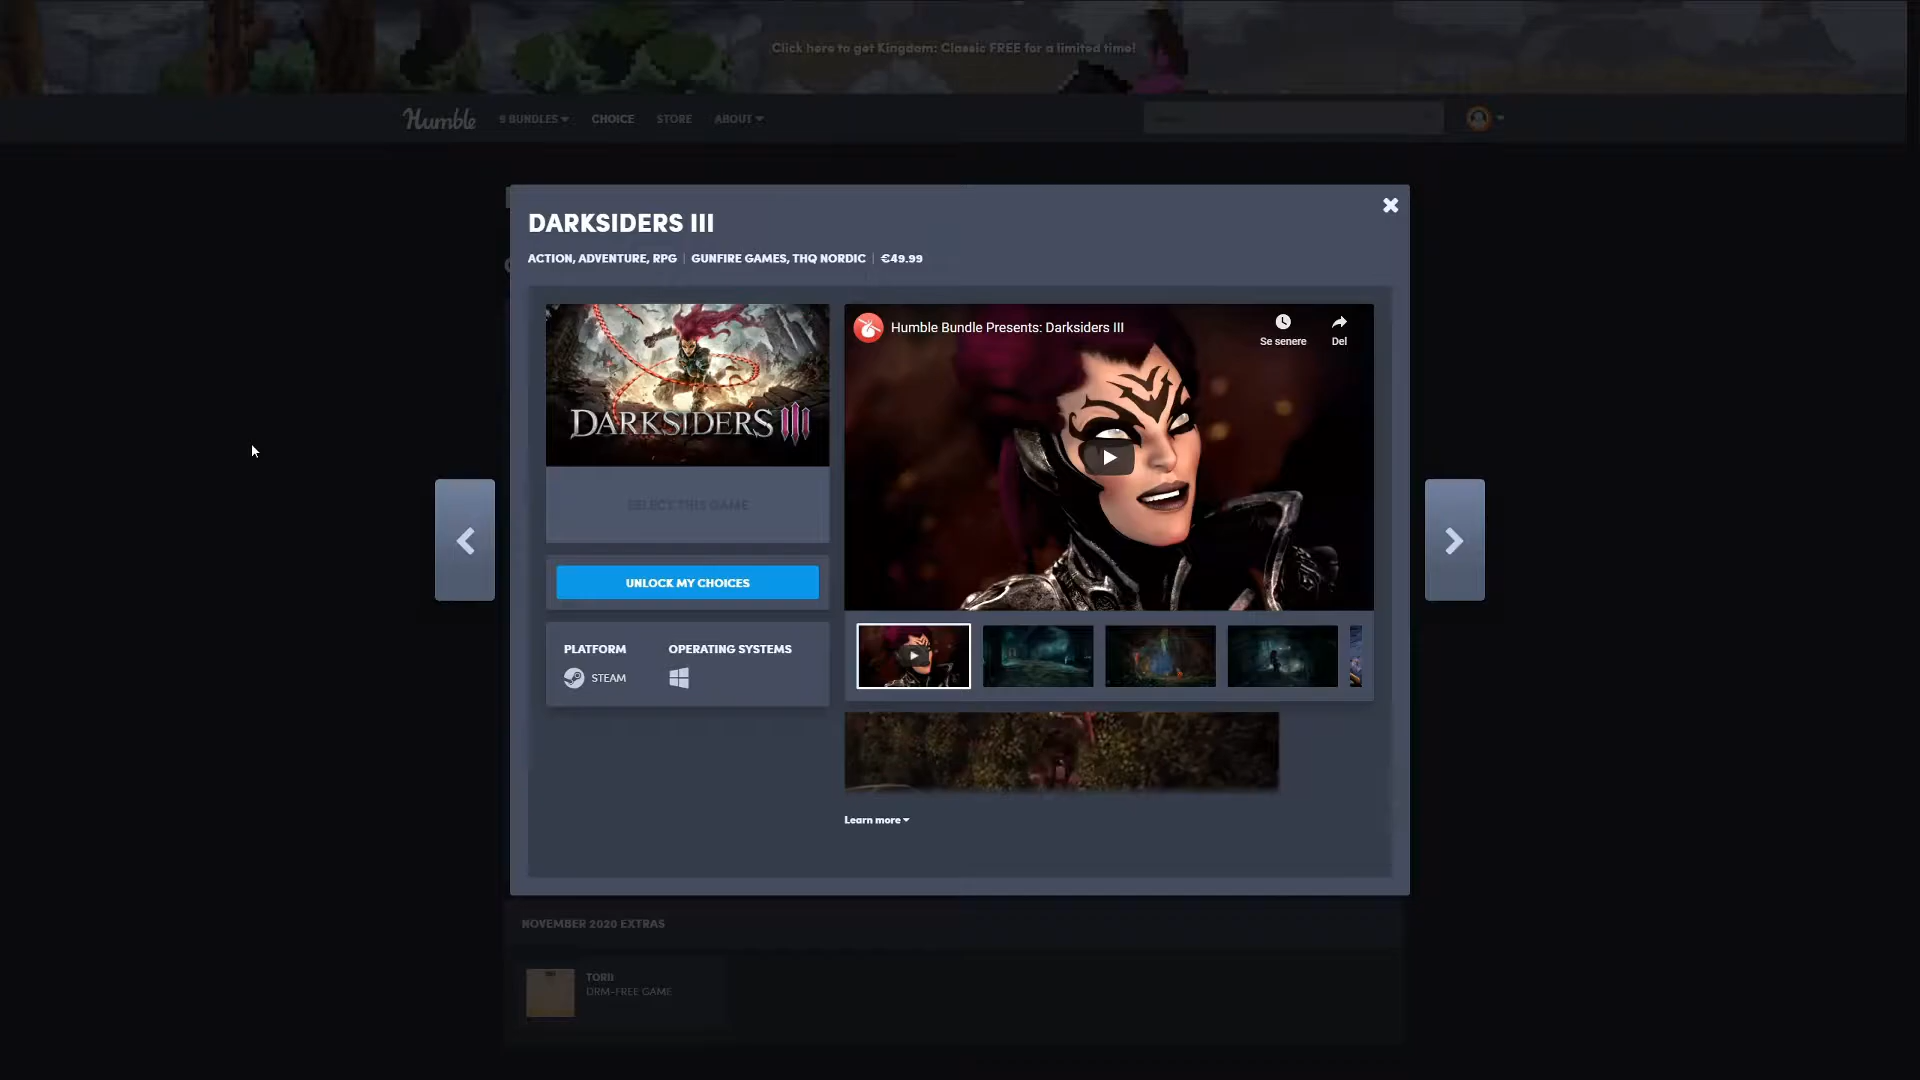 Click here to get Kingdom: Classic FREE for a limited time!
Humble
9 BUNDLES
CHOICE
STORE
ABOUT
DARKSIDERS III
ACTION, ADVENTURE, RPG | GUNFIRE GAMES, THQ NORDIC | €49.99
DARKSIDERS III
SELECT THIS GAME
UNLOCK MY CHOICES
PLATFORM
STEAM
OPERATING SYSTEMS
Humble Bundle Presents: Darksiders III
Se senere
Del
Learn more
NOVEMBER 2020 EXTRAS
TORII
DRM-FREE GAME